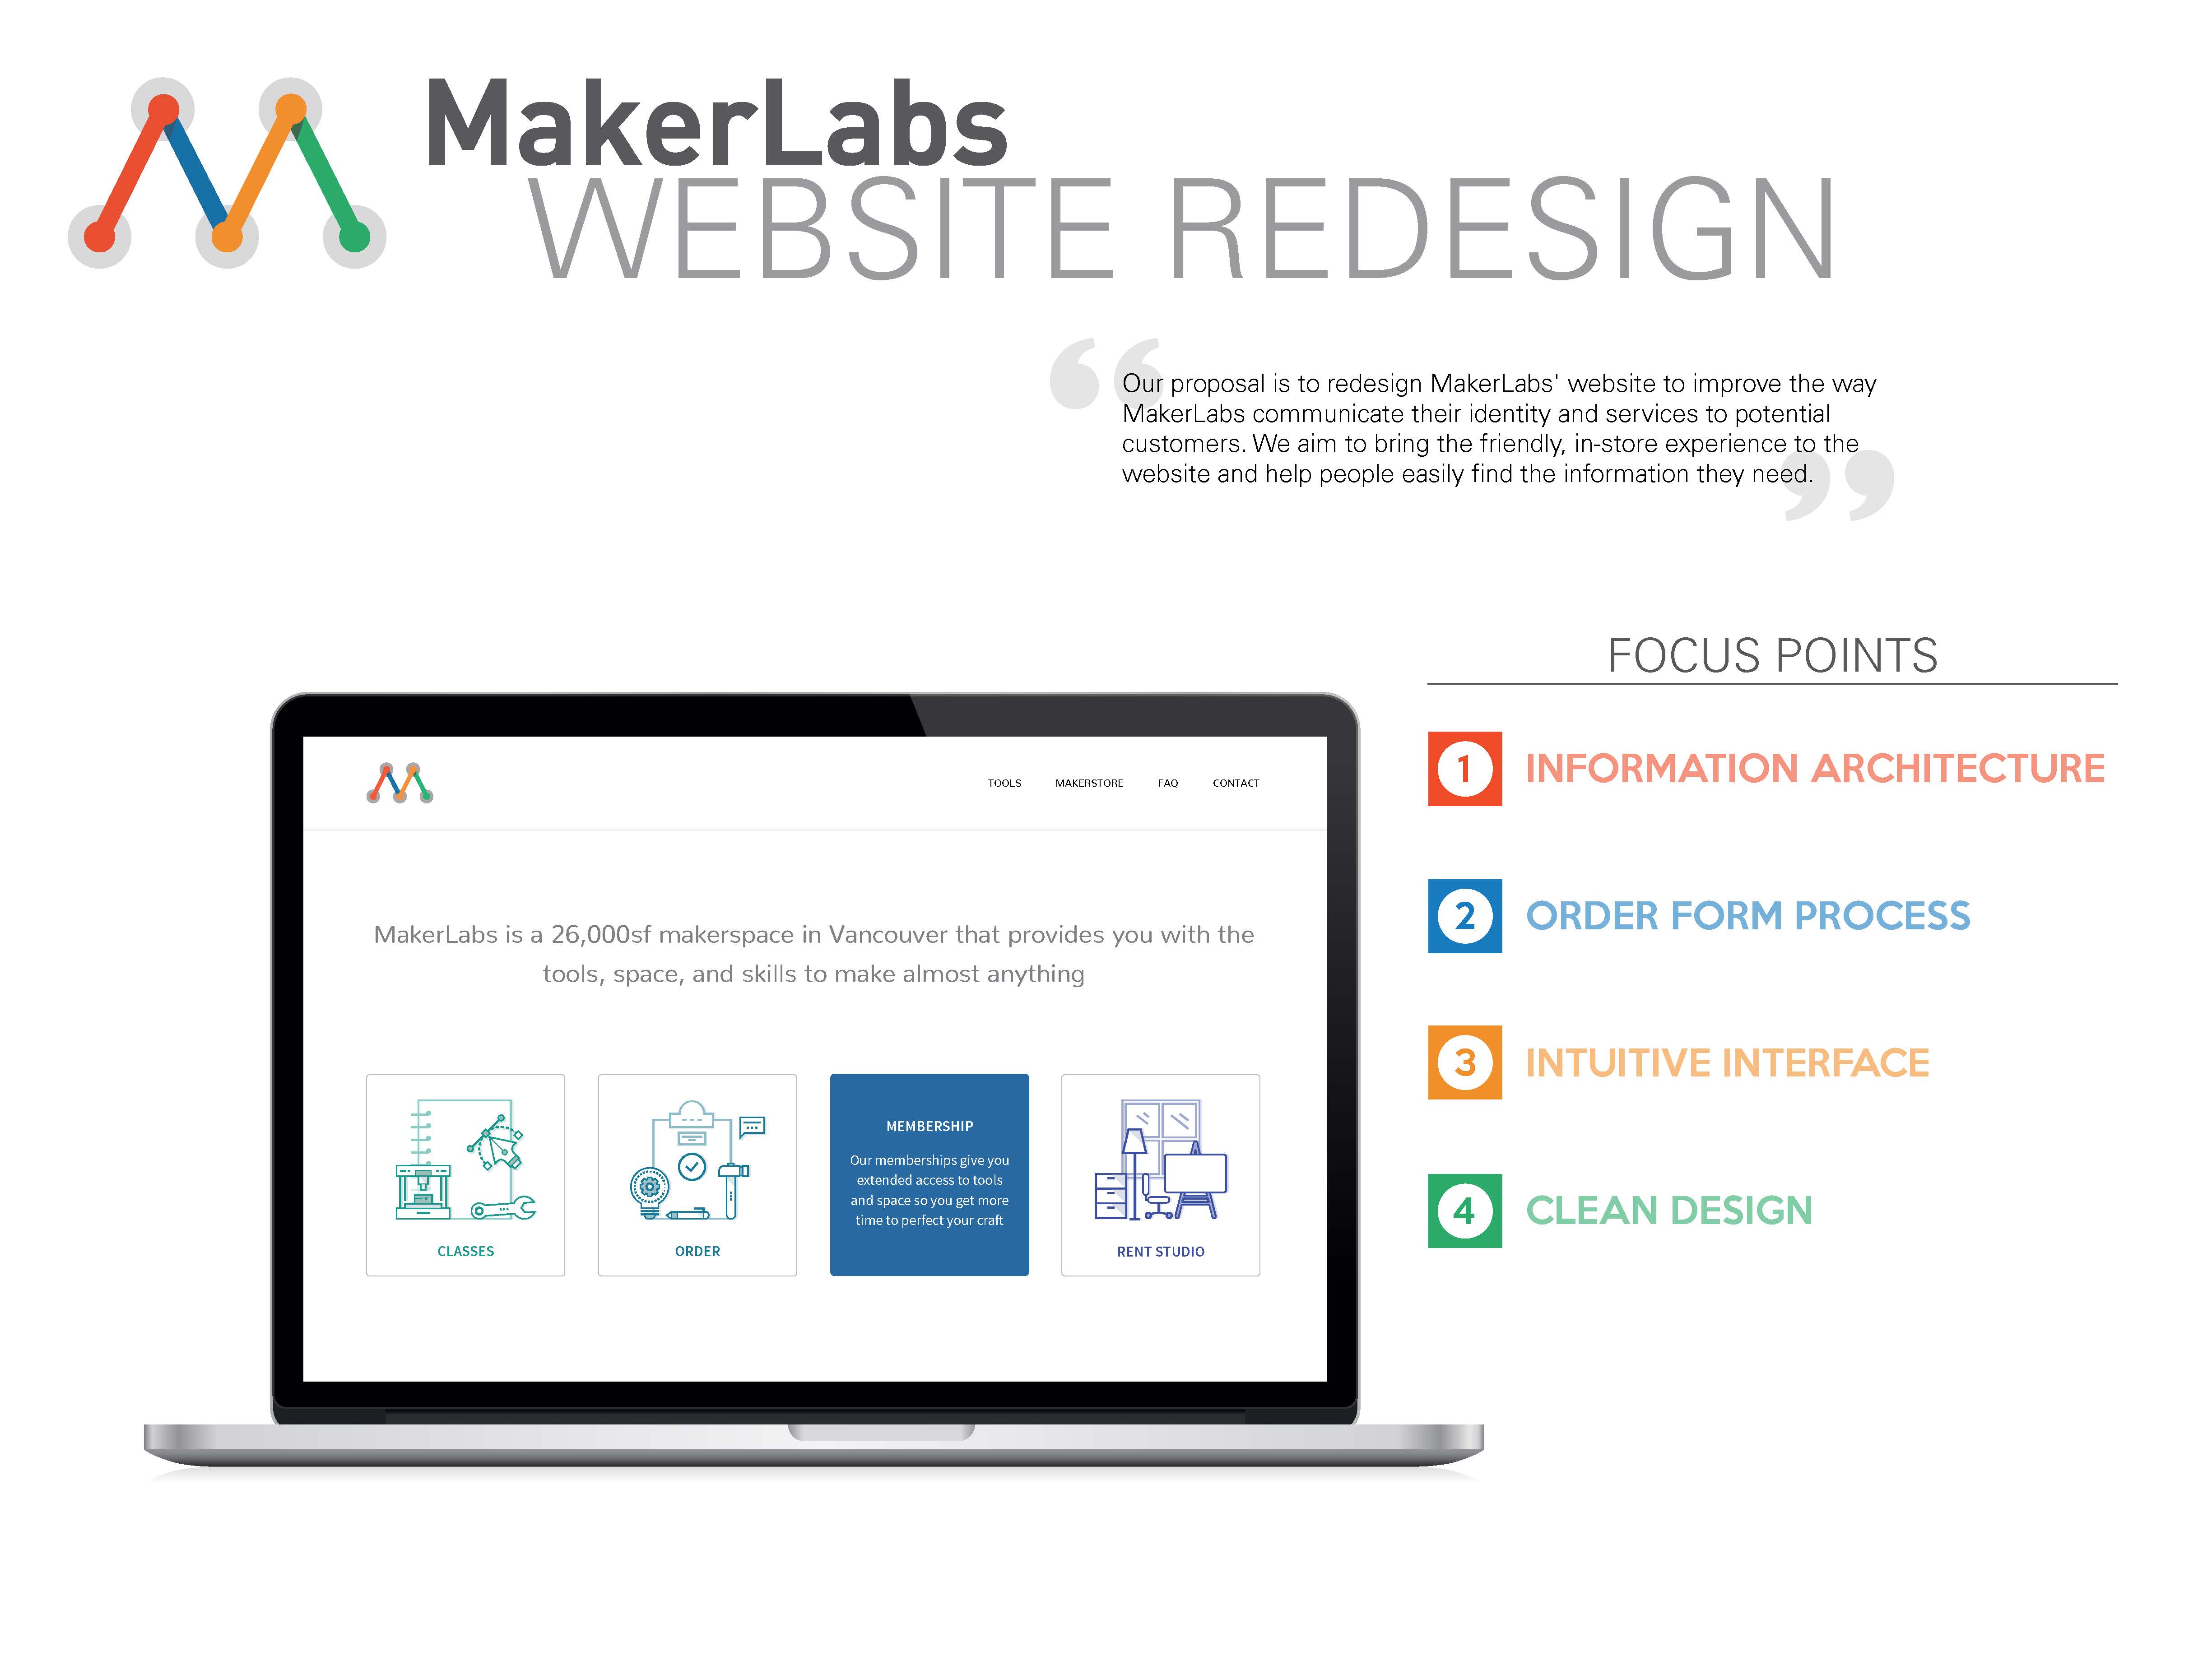 MakerLabs
WEBSITE REDESIGN
“Our proposal is to redesign MakerLabs' website to improve the way
MakerLabs communicate their identity and services to potential
customers. We aim to bring the friendly, in-store experience to the
website and help people easily find the information they need.”
FOCUS POINTS
1 INFORMATION ARCHITECTURE
2 ORDER FORM PROCESS
3 INTUITIVE INTERFACE
4 CLEAN DESIGN
TOOLS MAKERSTORE FAQ CONTACT
MakerLabs is a 26,000sf makerspace in Vancouver that provides you with the
tools, space, and skills to make almost anything
CLASSES
ORDER
MEMBERSHIP
Our memberships give you
extended access to tools
and space so you get more
time to perfect your craft
RENT STUDIO